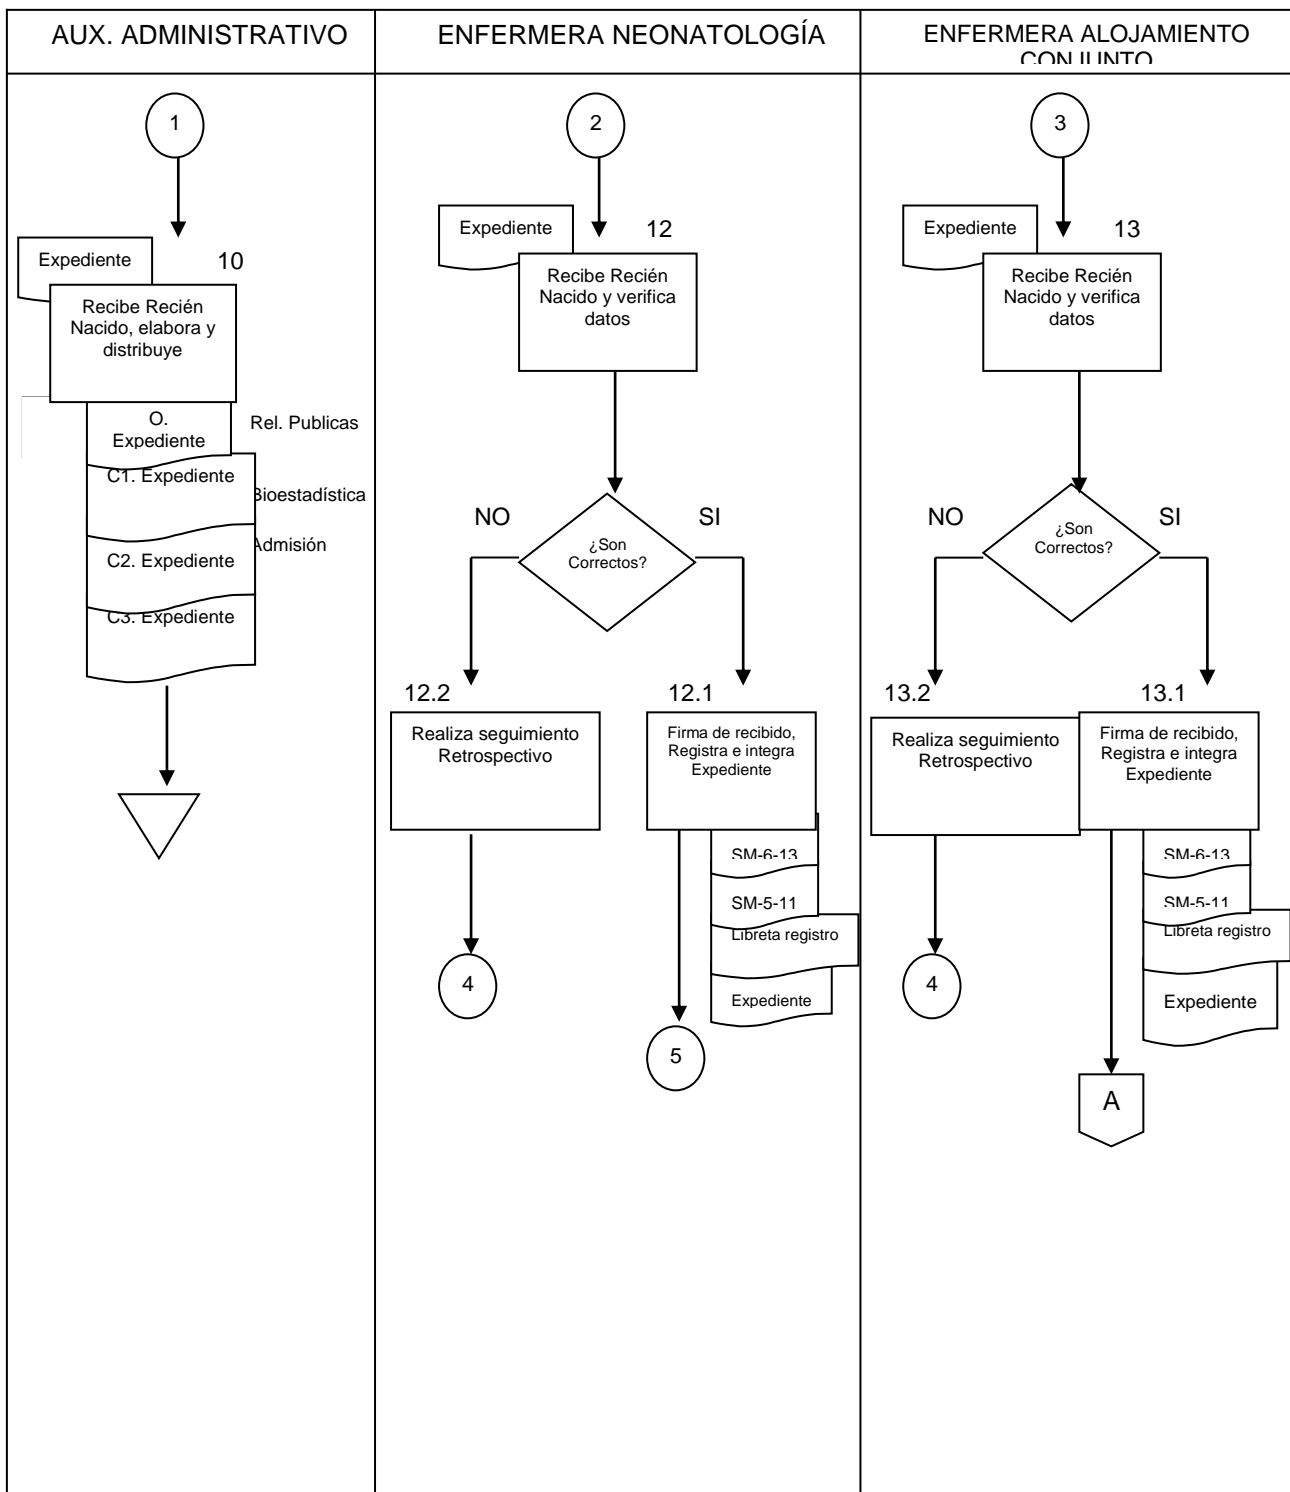 AUX. ADMINISTRATIVO
ENFERMERA NEONATOLOGÍA
ENFERMERA ALOJAMIENTO
CONJUNTO
1
Expediente
10
Recibe Recién
Nacido, elabora y
distribuye
O.
Expediente
Rel. Publicas
C1. Expediente
Bioestadística
Admisión
C2. Expediente
C3. Expediente
2
Expediente
12
Recibe Recién
Nacido y verifica
datos
NO
SI
¿Son
Correctos?
12.2
12.1
Realiza seguimiento
Retrospectivo
Firma de recibido,
Registra e integra
Expediente
SM-6-13
SM-5-11
Libreta registro
Expediente
4
5
3
Expediente
13
Recibe Recién
Nacido y verifica
datos
NO
SI
¿Son
Correctos?
13.2
13.1
Realiza seguimiento
Retrospectivo
Firma de recibido,
Registra e integra
Expediente
SM-6-13
SM-5-11
Libreta registro
Expediente
4
A